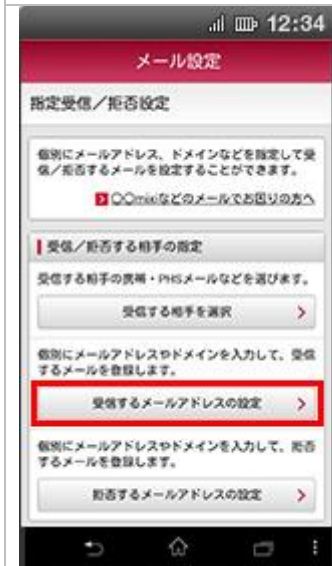 12:34
メール設定
指定受信/拒否設定
個別にメールアドレス、ドメインなどを指定して受
信/拒否するメールを設定することができます。
〇〇mixiなどのメールでお困りの方へ
受信/拒否する相手の指定
受信する相手の携帯・PHSメールなどを選びます。
受信する相手を選択
個別にメールアドレスやドメインを入力して、受信
するメールを登録します。
受信するメールアドレスの設定
個別にメールアドレスやドメインを入力して、拒否
するメールを登録します。
拒否するメールアドレスの設定